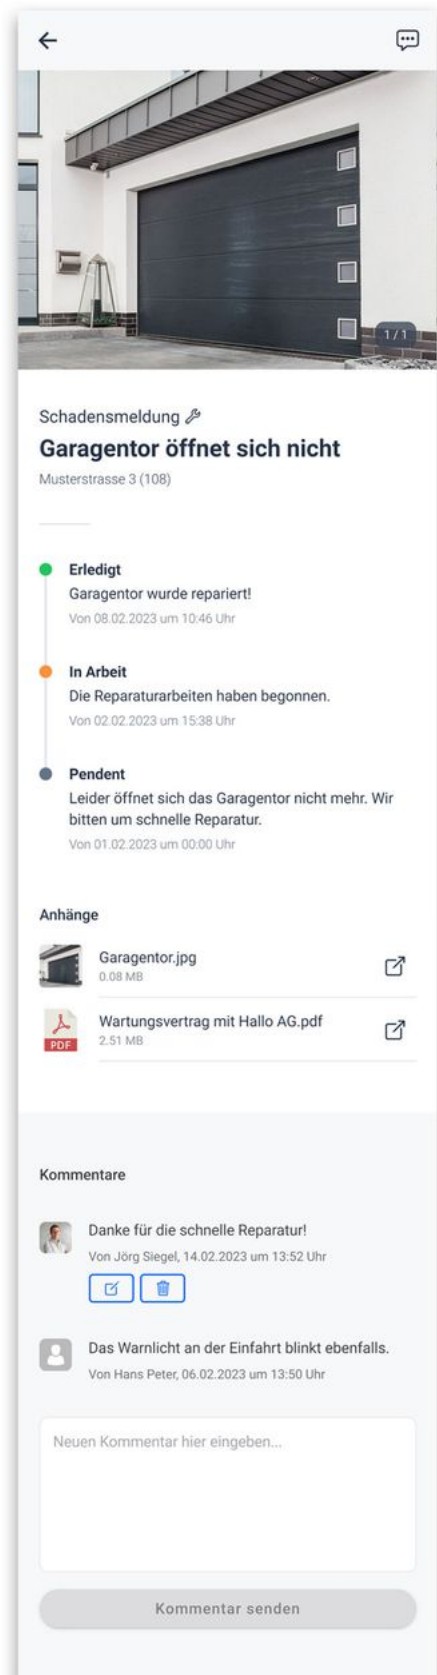 1/1
Schadensmeldung
Garagentor öffnet sich nicht
Musterstrasse 3 (108)
Erledigt
Garagentor wurde repariert!
Von 08.02.2023 um 10:46 Uhr
In Arbeit
Die Reparaturarbeiten haben begonnen.
Von 02.02.2023 um 15:38 Uhr
Pendent
Leider öffnet sich das Garagentor nicht mehr. Wir
bitten um schnelle Reparatur.
Von 01.02.2023 um 00:00 Uhr
Anhänge
Garagentor.jpg
0.08 MB
PDF
Wartungsvertrag mit Hallo AG.pdf
2.51 MB
Kommentare
Danke für die schnelle Reparatur!
Von Jörg Siegel, 14.02.2023 um 13:52 Uhr
Das Warnlicht an der Einfahrt blinkt ebenfalls.
Von Hans Peter, 06.02.2023 um 13:50 Uhr
Neuen Kommentar hier eingeben...
Kommentar senden